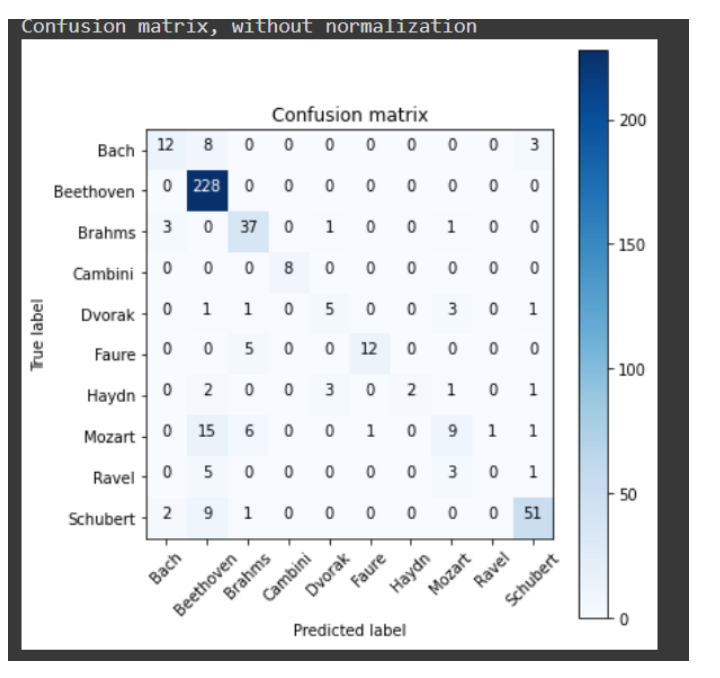 Confusion matrix, without normalization
Confusion matrix
Bach 12 8 0 0 0 0 0 0 0 3
Beethoven 0 228 0 0 0 0 0 0 0 0
Brahms 3 0 37 0 1 0 0 1 0 0
Cambini 0 0 0 8 0 0 0 0 0 0
Dvorak 0 1 1 0 5 0 0 3 0 1
Faure 0 0 5 0 0 12 0 0 0 0
Haydn 0 2 0 0 3 0 2 1 0 1
Mozart 0 15 6 0 0 1 0 9 1 1
Ravel 0 5 0 0 0 0 0 3 0 1
Schubert 2 9 1 0 0 0 0 0 0 51
True label
Bach Beethoven Brahms Cambini Dvorak Faure Haydn Mozart Ravel Schubert
Predicted label
200
150
100
50
0